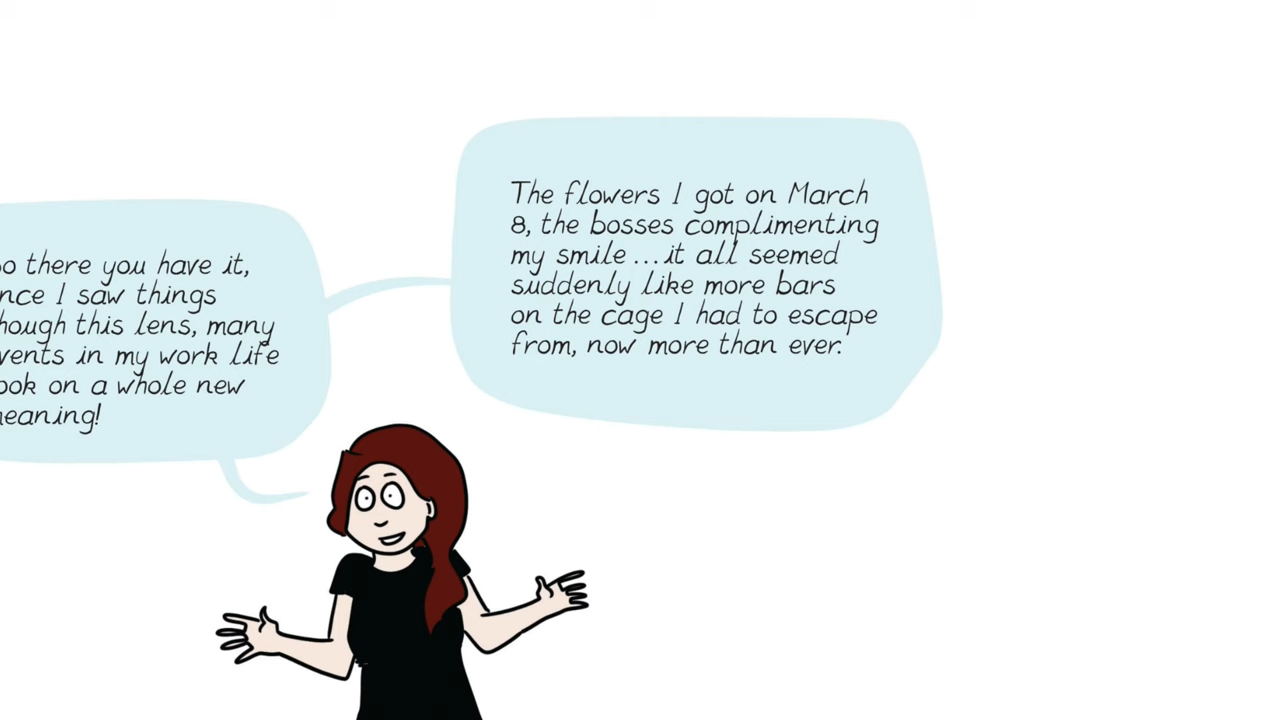 o there you have it,
nce I saw things
hough this lens, many
vents in my work life
ook on a whole new
eaning!
The flowers I got on March
8, the bosses complimenting
my smile...it all seemed
suddenly like more bars
on the cage I had to escape
from, now more than ever.